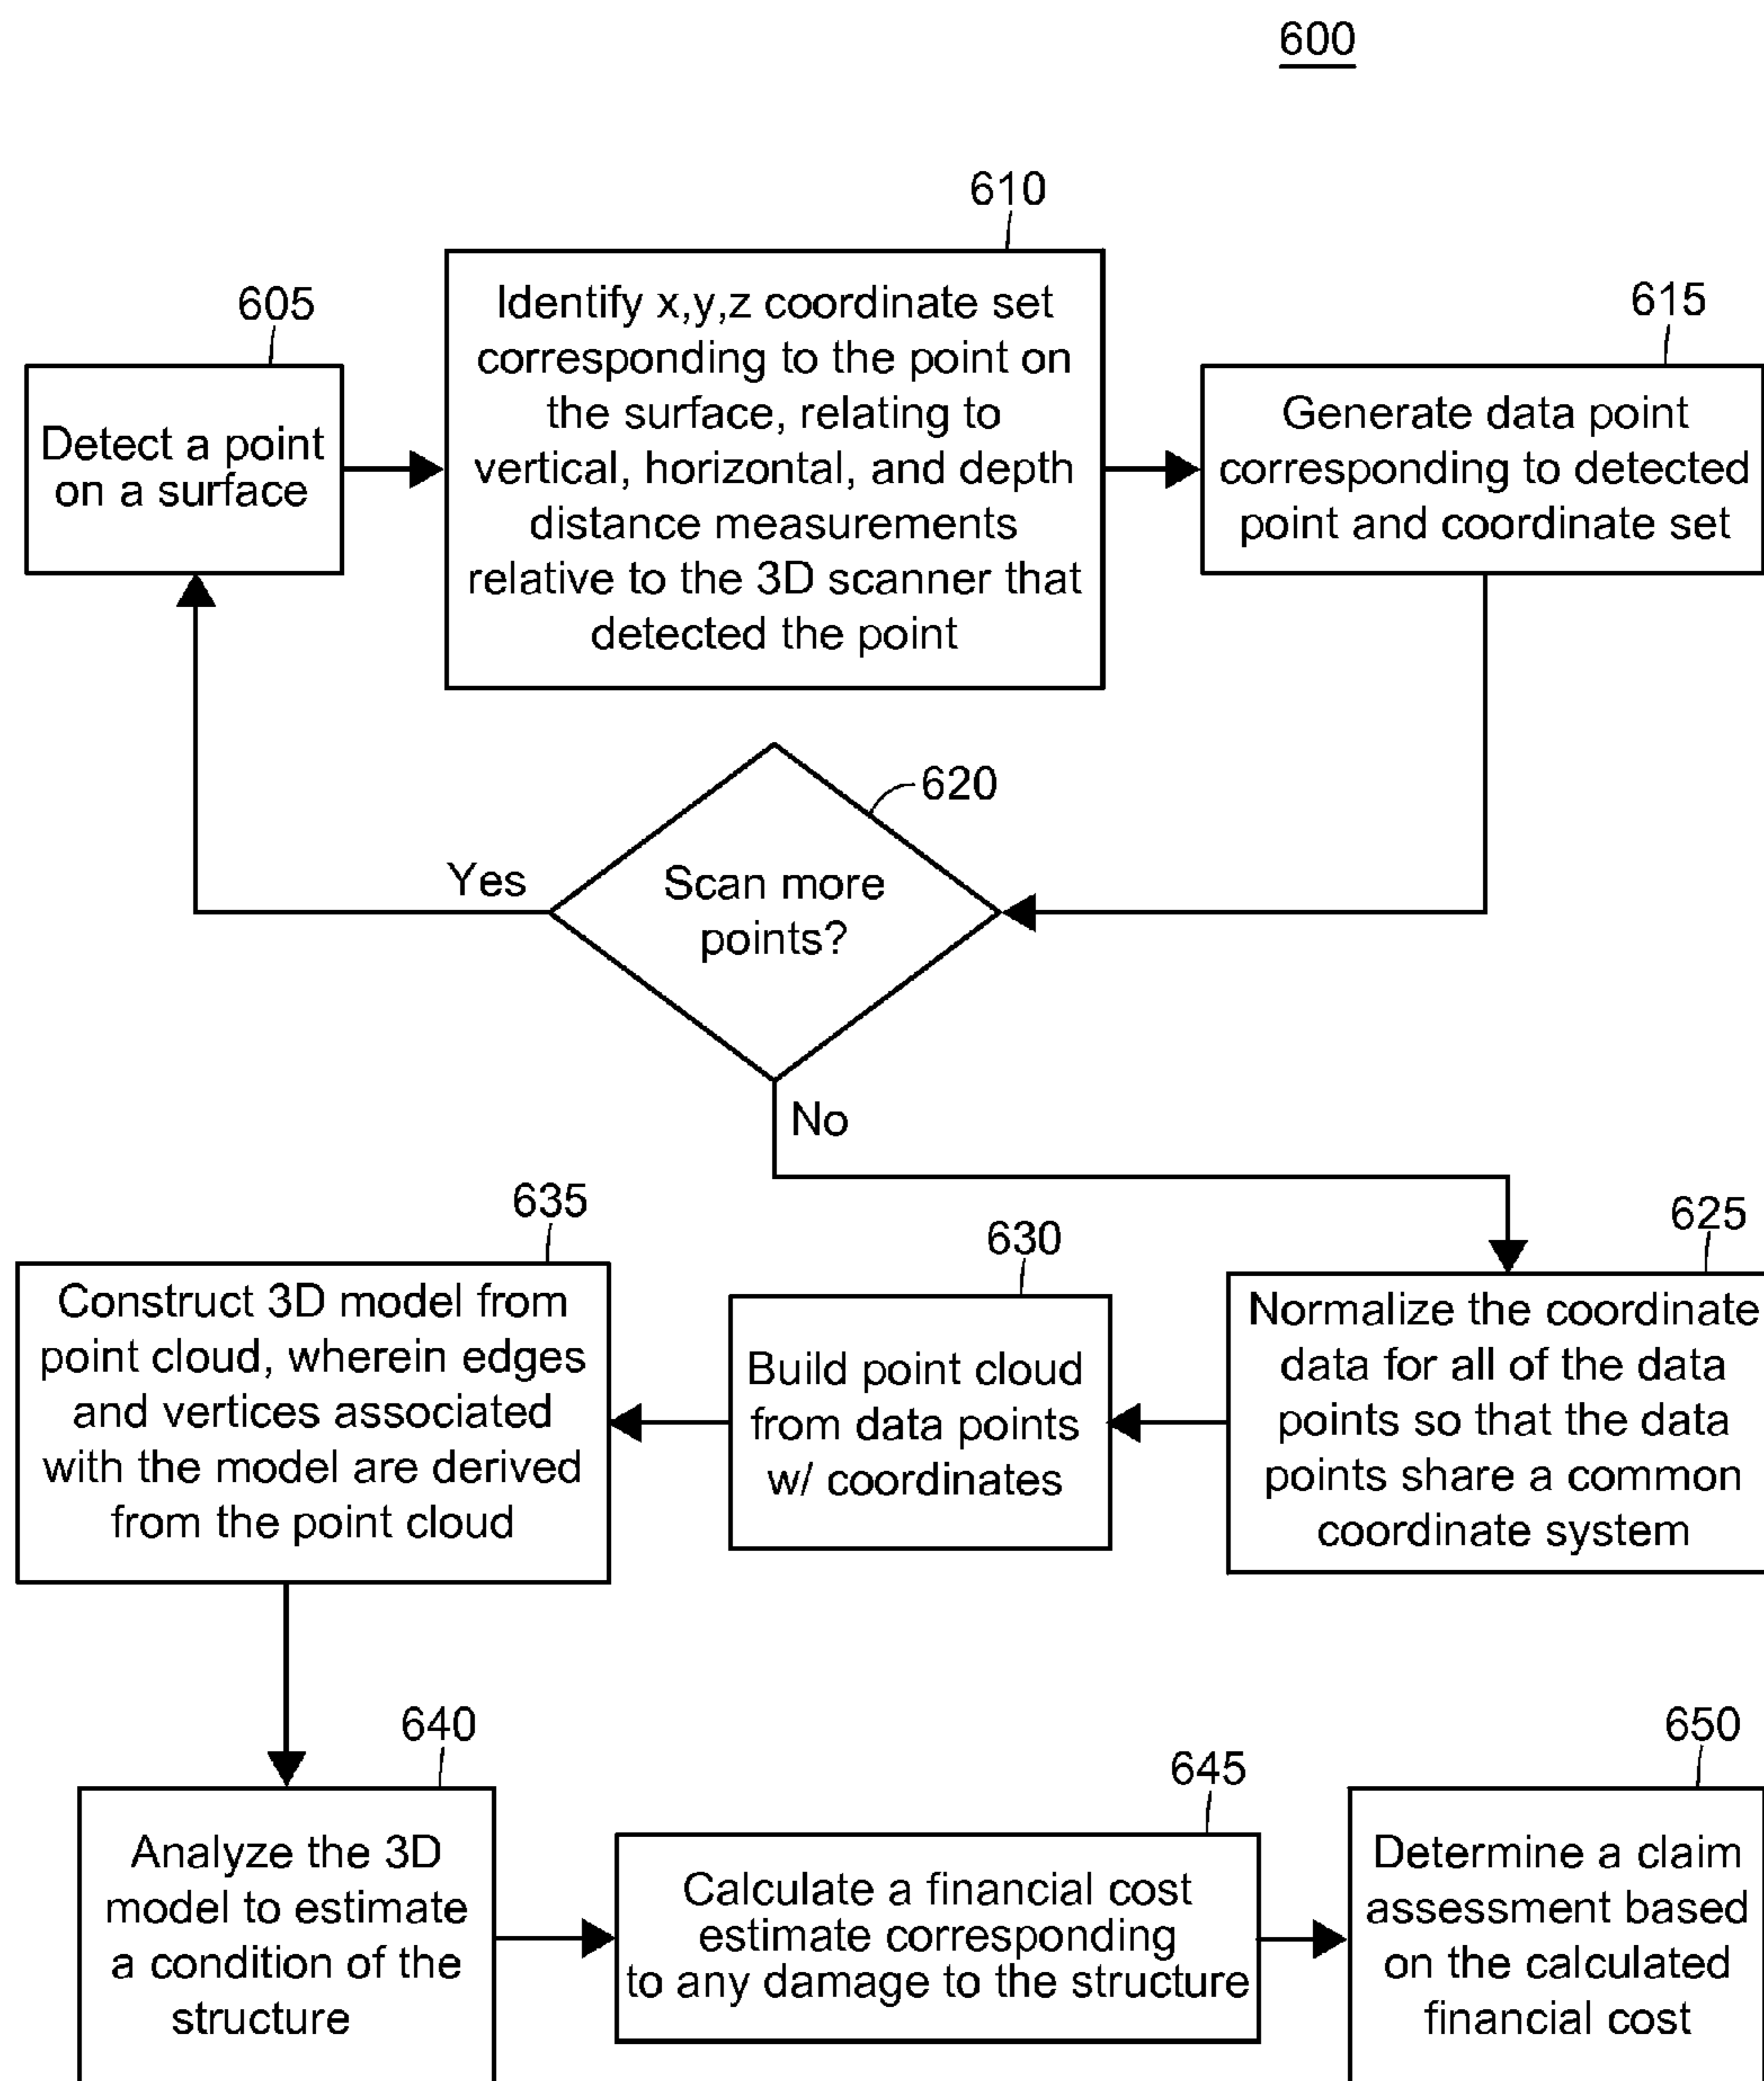 600
605
Detect a point
on a surface
610
Identify x,y,z coordinate set
corresponding to the point on
the surface, relating to
vertical, horizontal, and depth
distance measurements
relative to the 3D scanner that
detected the point
615
Generate data point
corresponding to detected
point and coordinate set
620
Scan more
points?
Yes
No
625
Normalize the coordinate
data for all of the data
points so that the data
points share a common
coordinate system
630
Build point cloud
from data points
w/ coordinates
635
Construct 3D model from
point cloud, wherein edges
and vertices associated
with the model are derived
from the point cloud
640
Analyze the 3D
model to estimate
a condition of the
structure
645
Calculate a financial cost
estimate corresponding
to any damage to the structure
650
Determine a claim
assessment based
on the calculated
financial cost